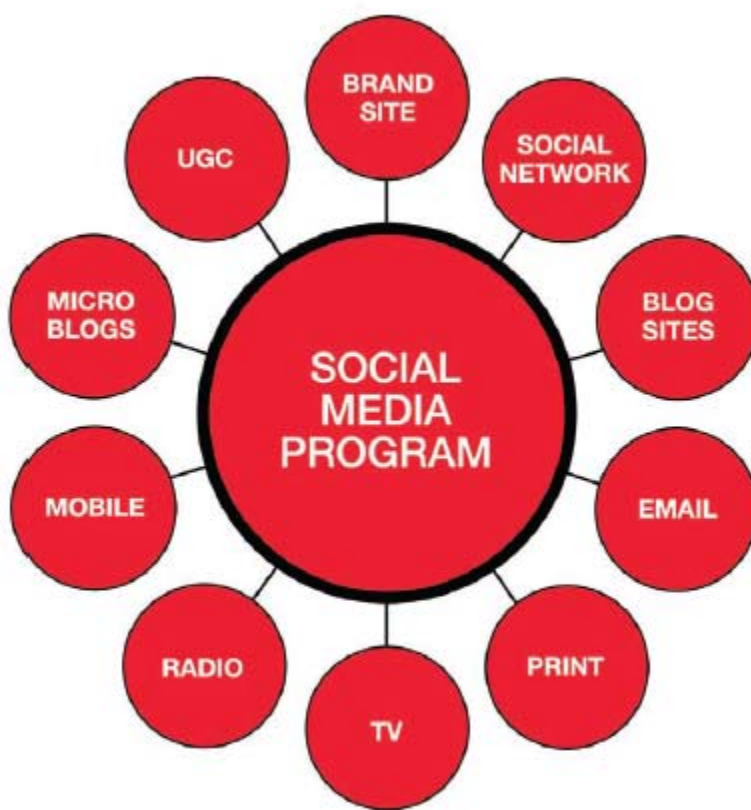 BRAND
SITE
SOCIAL
NETWORK
BLOG
SITES
EMAIL
PRINT
TV
RADIO
MOBILE
MICRO
BLOGS
UGC
SOCIAL
MEDIA
PROGRAM